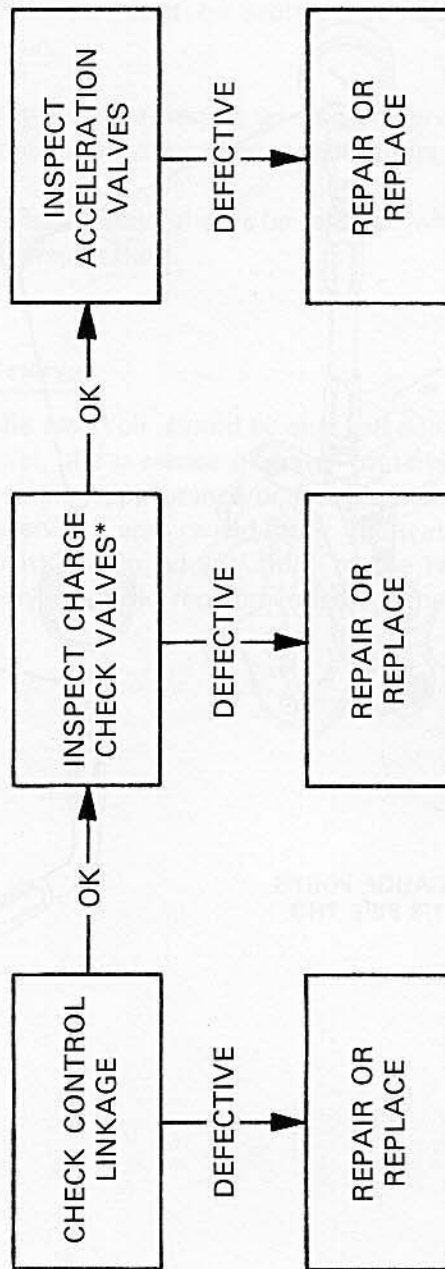 CHECK CONTROL
LINKAGE
OK
INSPECT CHARGE
CHECK VALVES*
OK
INSPECT
ACCELERATION
VALVES
DEFECTIVE
DEFECTIVE
DEFECTIVE
REPAIR OR
REPLACE
REPAIR OR
REPLACE
REPAIR OR
REPLACE